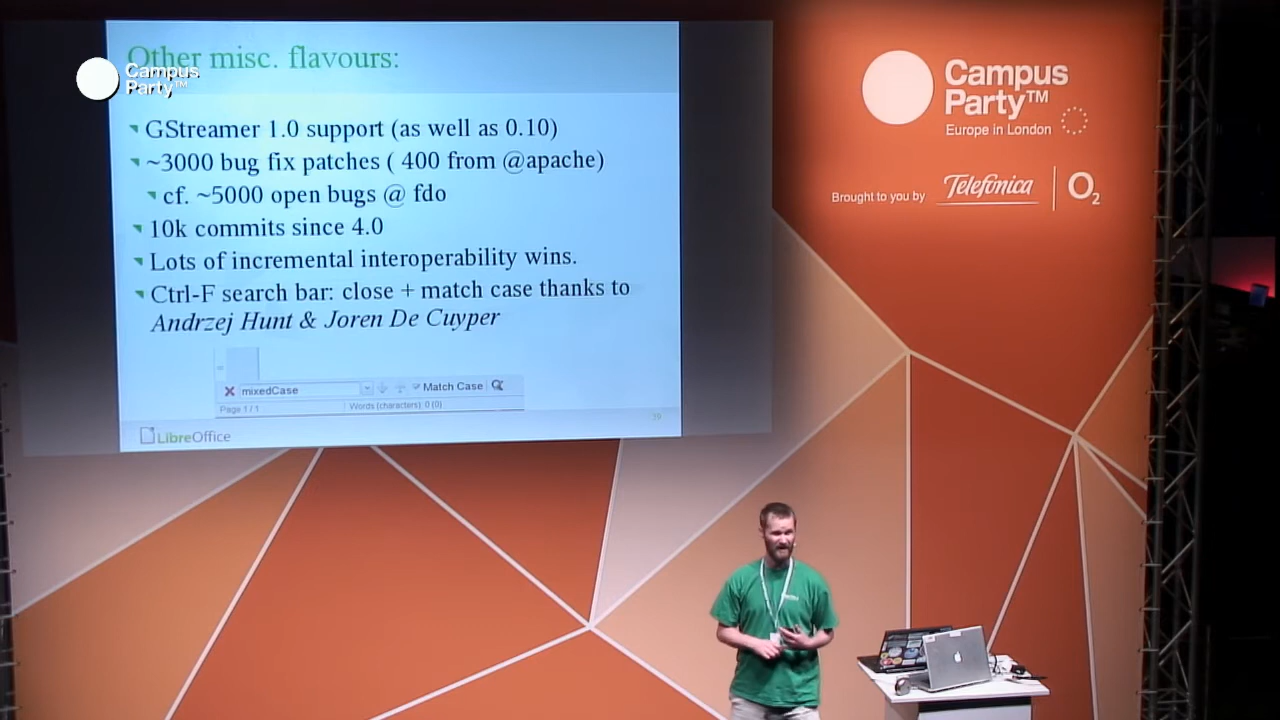 Other misc. flavours:
Campus
Party™
GStreamer 1.0 support (as well as 0.10)
~3000 bug fix patches ( 400 from @apache)
cf. ~5000 open bugs @ fdo
10k commits since 4.0
Lots of incremental interoperability wins.
Ctrl-F search bar: close + match case thanks to
Andrzej Hunt & Joren De Cuyper
mixedCase
Match Case
Page 1 / 1
Words (characters): 0 (0)
LibreOffice
39
Campus
Party™
Europe in London
Brought to you by
Telefónica
O2